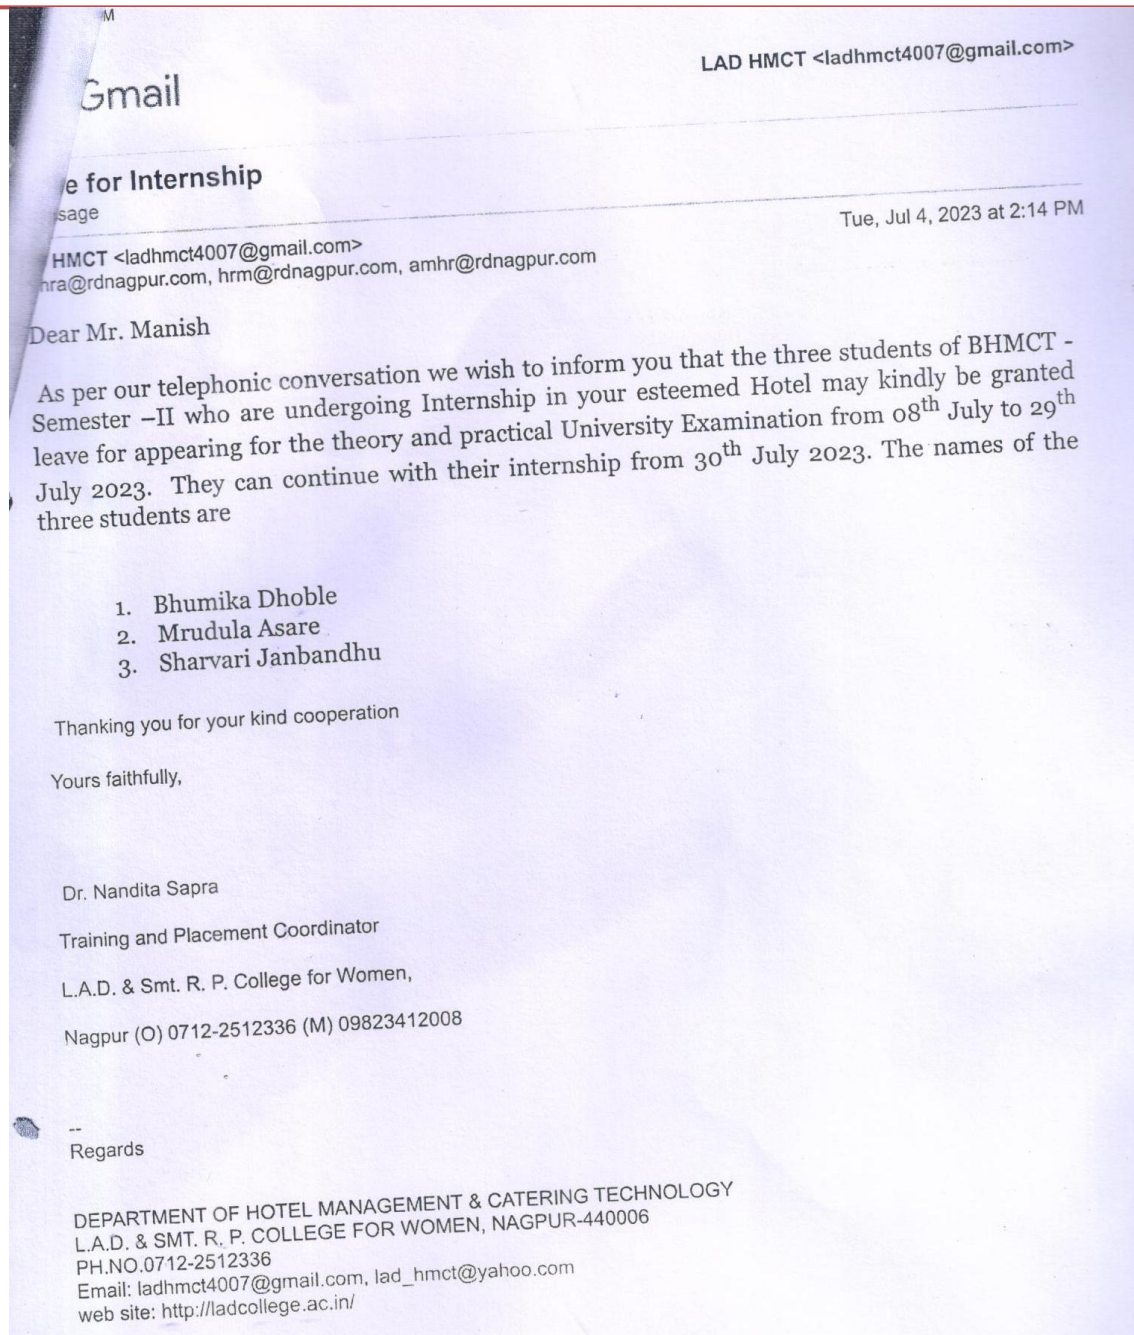 M
Gmail
LAD HMCT <ladhmct4007@gmail.com>
e for Internship
sage
Tue, Jul 4, 2023 at 2:14 PM
HMCT <ladhmct4007@gmail.com>
hra@rdnagpur.com, hrm@rdnagpur.com, amhr@rdnagpur.com
Dear Mr. Manish
As per our telephonic conversation we wish to inform you that the three students of BHMCT -
Semester –II who are undergoing Internship in your esteemed Hotel may kindly be granted
leave for appearing for the theory and practical University Examination from 08th July to 29th
July 2023. They can continue with their internship from 30th July 2023. The names of the
three students are
1. Bhumika Dhoble
2. Mrudula Asare
3. Sharvari Janbandhu
Thanking you for your kind cooperation
Yours faithfully,
Dr. Nandita Sapra
Training and Placement Coordinator
L.A.D. & Smt. R. P. College for Women,
Nagpur (O) 0712-2512336 (M) 09823412008
--
Regards
DEPARTMENT OF HOTEL MANAGEMENT & CATERING TECHNOLOGY
L.A.D. & SMT. R. P. COLLEGE FOR WOMEN, NAGPUR-440006
PH.NO.0712-2512336
Email: ladhmct4007@gmail.com, lad_hmct@yahoo.com
web site: http://ladcollege.ac.in/